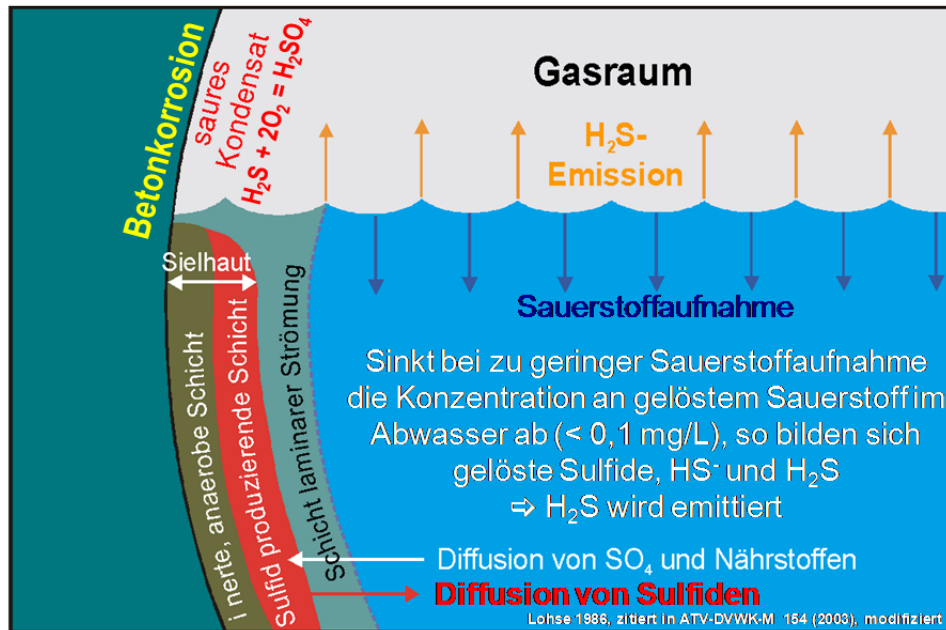 Betonkorrosion
saures
Kondensat
H₂S + 2O₂ = H₂SO₄
Gasraum
H₂S-
Emission
Sielhaut
Sauerstoffaufnahme
i nerte, anaerobe Schicht
Sulfid produzierende Schicht
Schicht laminarer Strömung
Sinkt bei zu geringer Sauerstoffaufnahme
die Konzentration an gelöstem Sauerstoff im
Abwasser ab (< 0,1 mg/L), so bilden sich
gelöste Sulfide, HS⁻ und H₂S
⇨ H₂S wird emittiert
Diffusion von SO₄ und Nährstoffen
Diffusion von Sulfiden
Lohse 1986, zitiert in ATV-DVWK-M 154 (2003), modifiziert